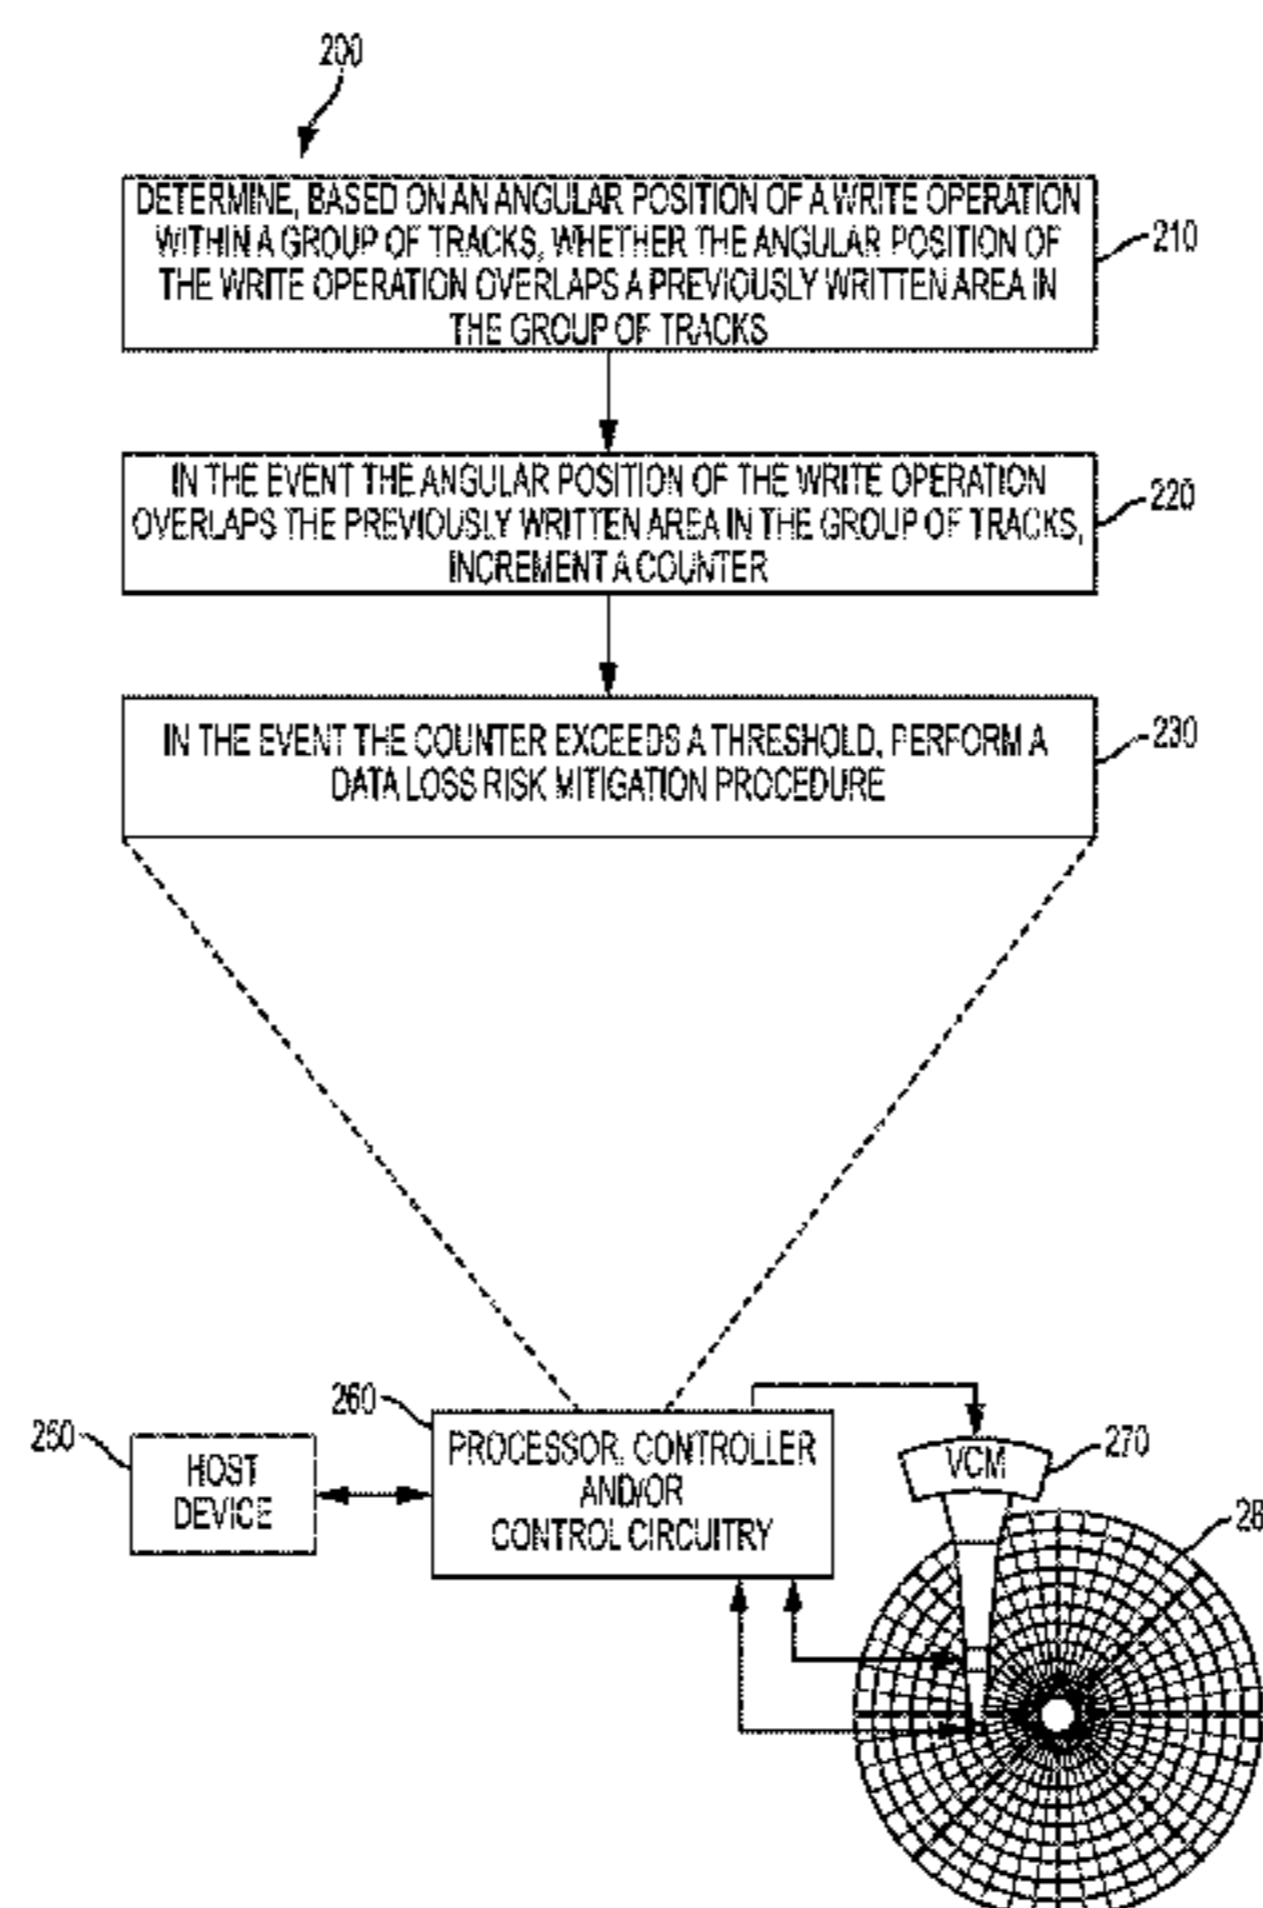 200
DETERMINE, BASED ON AN ANGULAR POSITION OF A WRITE OPERATION
WITHIN A GROUP OF TRACKS, WHETHER THE ANGULAR POSITION OF
THE WRITE OPERATION OVERLAPS A PREVIOUSLY WRITTEN AREA IN
THE GROUP OF TRACKS
210
IN THE EVENT THE ANGULAR POSITION OF THE WRITE OPERATION
OVERLAPS THE PREVIOUSLY WRITTEN AREA IN THE GROUP OF TRACKS,
INCREMENT A COUNTER
220
IN THE EVENT THE COUNTER EXCEEDS A THRESHOLD, PERFORM A
DATA LOSS RISK MITIGATION PROCEDURE
230
250
HOST
DEVICE
260
PROCESSOR, CONTROLLER
AND/OR
CONTROL CIRCUITRY
VCM
270
28